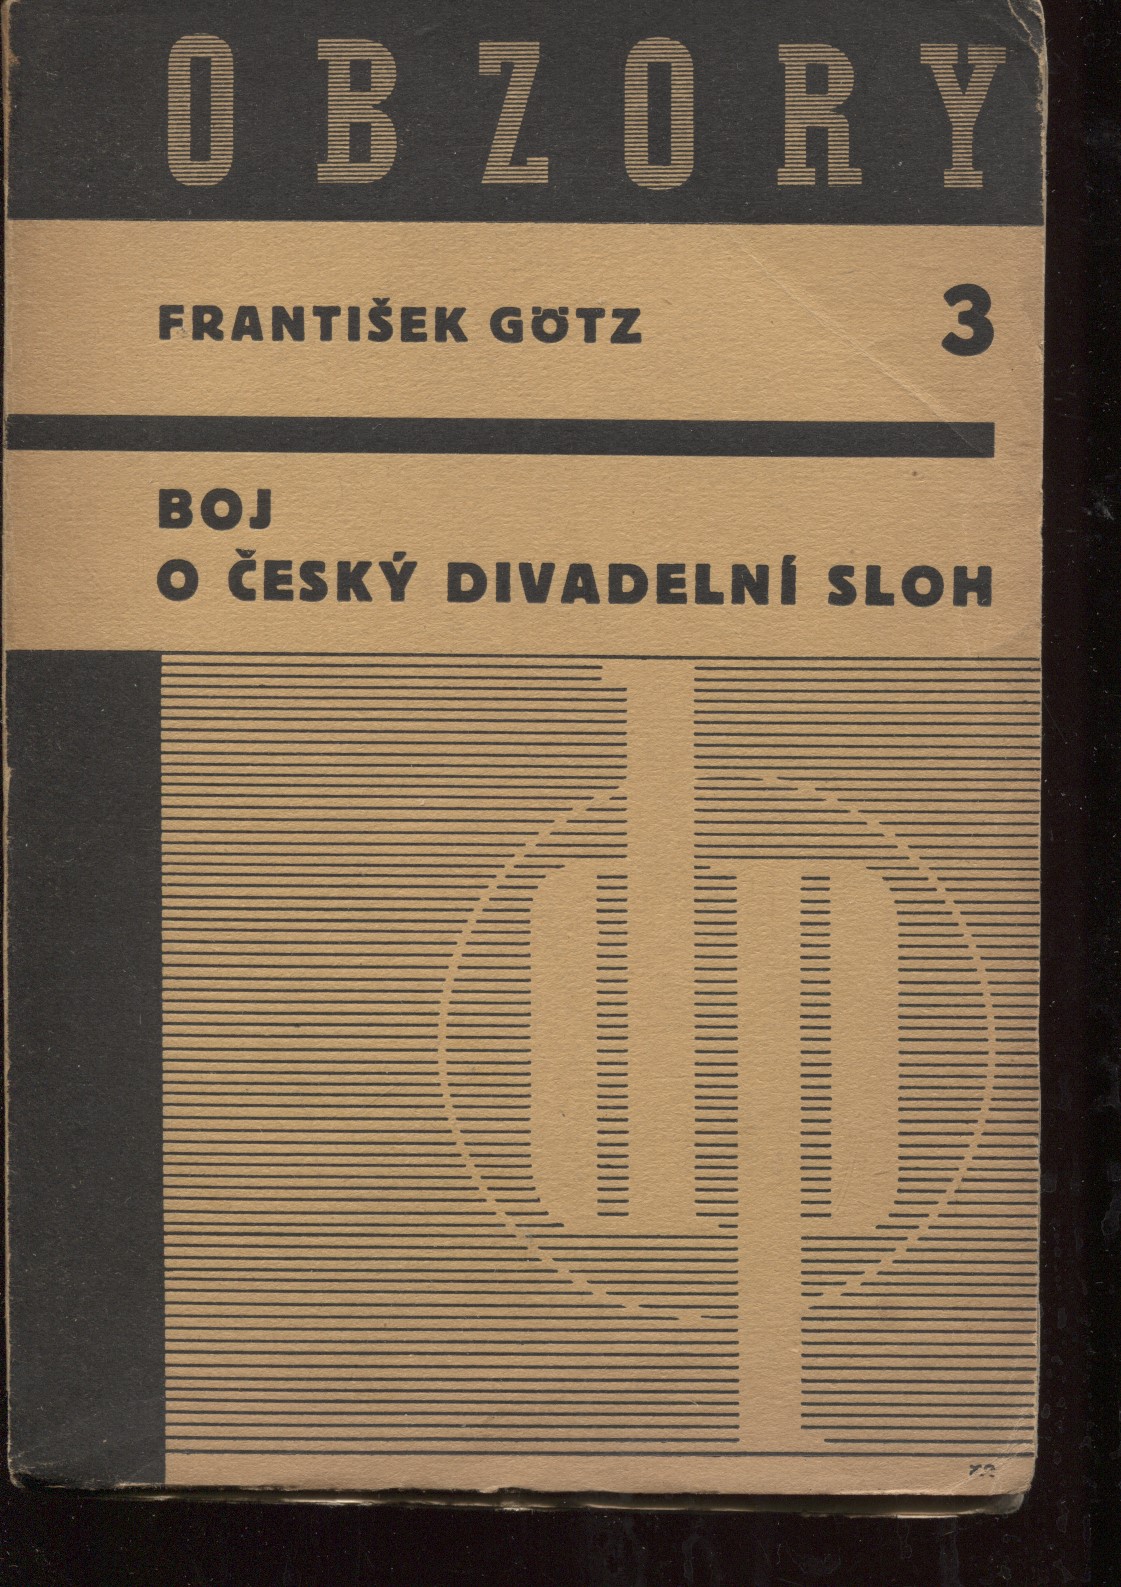 OBZORY
FRANTIŠEK GÖTZ 3
BOJ
O ČESKÝ DIVADELNÍ SLOH
dp